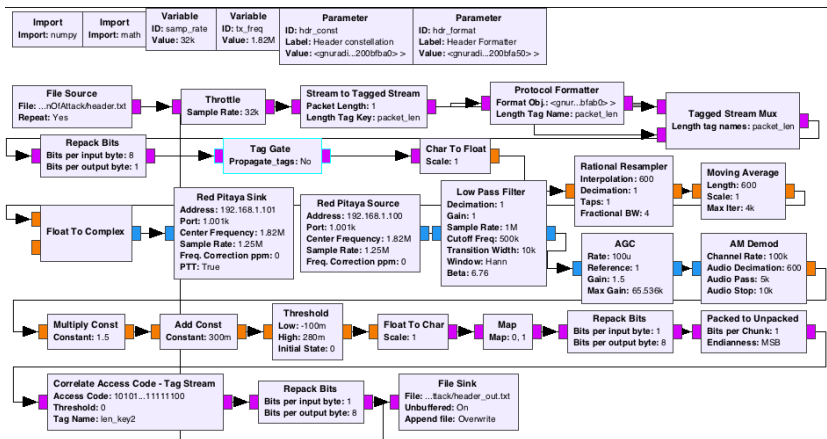 Import
Import: numpy
Import
Import: math
Variable
ID: samp_rate
Value: 32k
Variable
ID: tx_freq
Value: 1.82M
Parameter
ID: hdr_const
Label: Header constellation
Value: <gnuradi...200bfba0> >
Parameter
ID: hdr_format
Label: Header Formatter
Value: <gnuradi...200bfa50> >
File Source
File: ...nOfAttack/header.txt
Repeat: Yes
Throttle
Sample Rate: 32k
Stream to Tagged Stream
Packet Length: 1
Length Tag Key: packet_len
Protocol Formatter
Format Obj.: <gnur...bfab0> >
Length Tag Name: packet_len
Tagged Stream Mux
Length tag names: packet_len
Repack Bits
Bits per input byte: 8
Bits per output byte: 1
Tag Gate
Propagate_tags: No
Char To Float
Scale: 1
Rational Resampler
Interpolation: 600
Decimation: 1
Taps: 1
Fractional BW: 4
Moving Average
Length: 600
Scale: 1
Max Iter: 4k
Float To Complex
Red Pitaya Sink
Address: 192.168.1.101
Port: 1.001k
Center Frequency: 1.82M
Sample Rate: 1.25M
Freq. Correction ppm: 0
PTT: True
Red Pitaya Source
Address: 192.168.1.100
Port: 1.001k
Center Frequency: 1.82M
Sample Rate: 1.25M
Freq. Correction ppm: 0
Low Pass Filter
Decimation: 1
Gain: 1
Sample Rate: 1M
Cutoff Freq: 500k
Transition Width: 10k
Window: Hann
Beta: 6.76
AGC
Rate: 100u
Reference: 1
Gain: 1.5
Max Gain: 65.536k
AM Demod
Channel Rate: 100k
Audio Decimation: 600
Audio Pass: 5k
Audio Stop: 10k
Multiply Const
Constant: 1.5
Add Const
Constant: 300m
Threshold
Low: -100m
High: 280m
Initial State: 0
Float To Char
Scale: 1
Map
Map: 0, 1
Repack Bits
Bits per input byte: 1
Bits per output byte: 8
Packed to Unpacked
Bits per Chunk: 1
Endianness: MSB
Correlate Access Code - Tag Stream
Access Code: 10101...11111100
Threshold: 0
Tag Name: len_key2
Repack Bits
Bits per input byte: 1
Bits per output byte: 8
File Sink
File: ...ttack/header_out.txt
Unbuffered: On
Append file: Overwrite